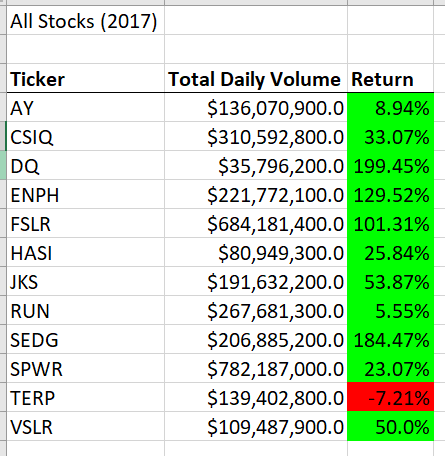 All Stocks (2017)
Ticker Total Daily Volume Return
AY $136,070,900.0 8.94%
CSIQ $310,592,800.0 33.07%
DQ $35,796,200.0 199.45%
ENPH $221,772,100.0 129.52%
FSLR $684,181,400.0 101.31%
HASI $80,949,300.0 25.84%
JKS $191,632,200.0 53.87%
RUN $267,681,300.0 5.55%
SEDG $206,885,200.0 184.47%
SPWR $782,187,000.0 23.07%
TERP $139,402,800.0 -7.21%
VSLR $109,487,900.0 50.0%